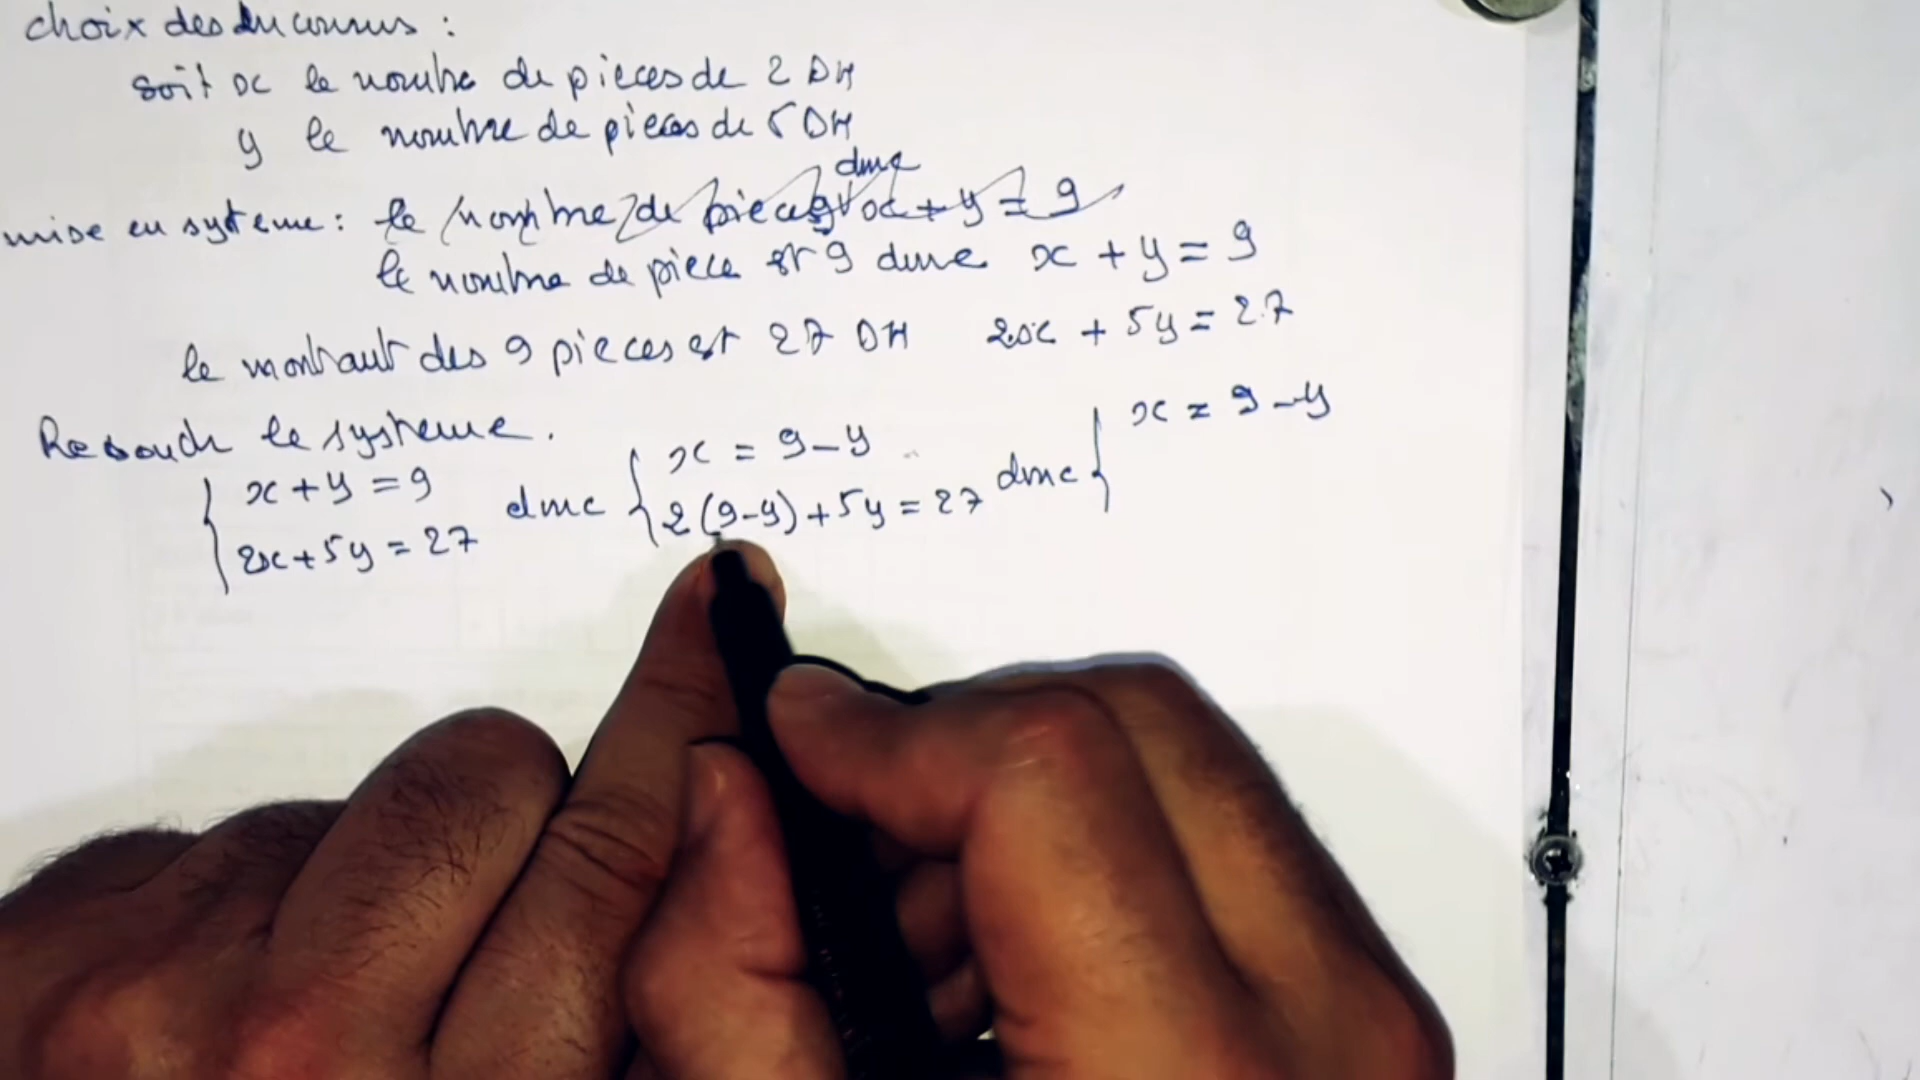 choix des inconnus :
soit x le nombre de pieces de 2 DH
y le nombre de pieces de 5 DH
donc
mise en systeme : le nombre de pieces x + y = 9
le nombre de piece est 9 donc x + y = 9
le montant des 9 pieces est 27 DH 2x + 5y = 27
Resoudre le systeme.
x + y = 9 donc x = 9 - y donc x = 9 - y
2x + 5y = 27 2(9-y) + 5y = 27